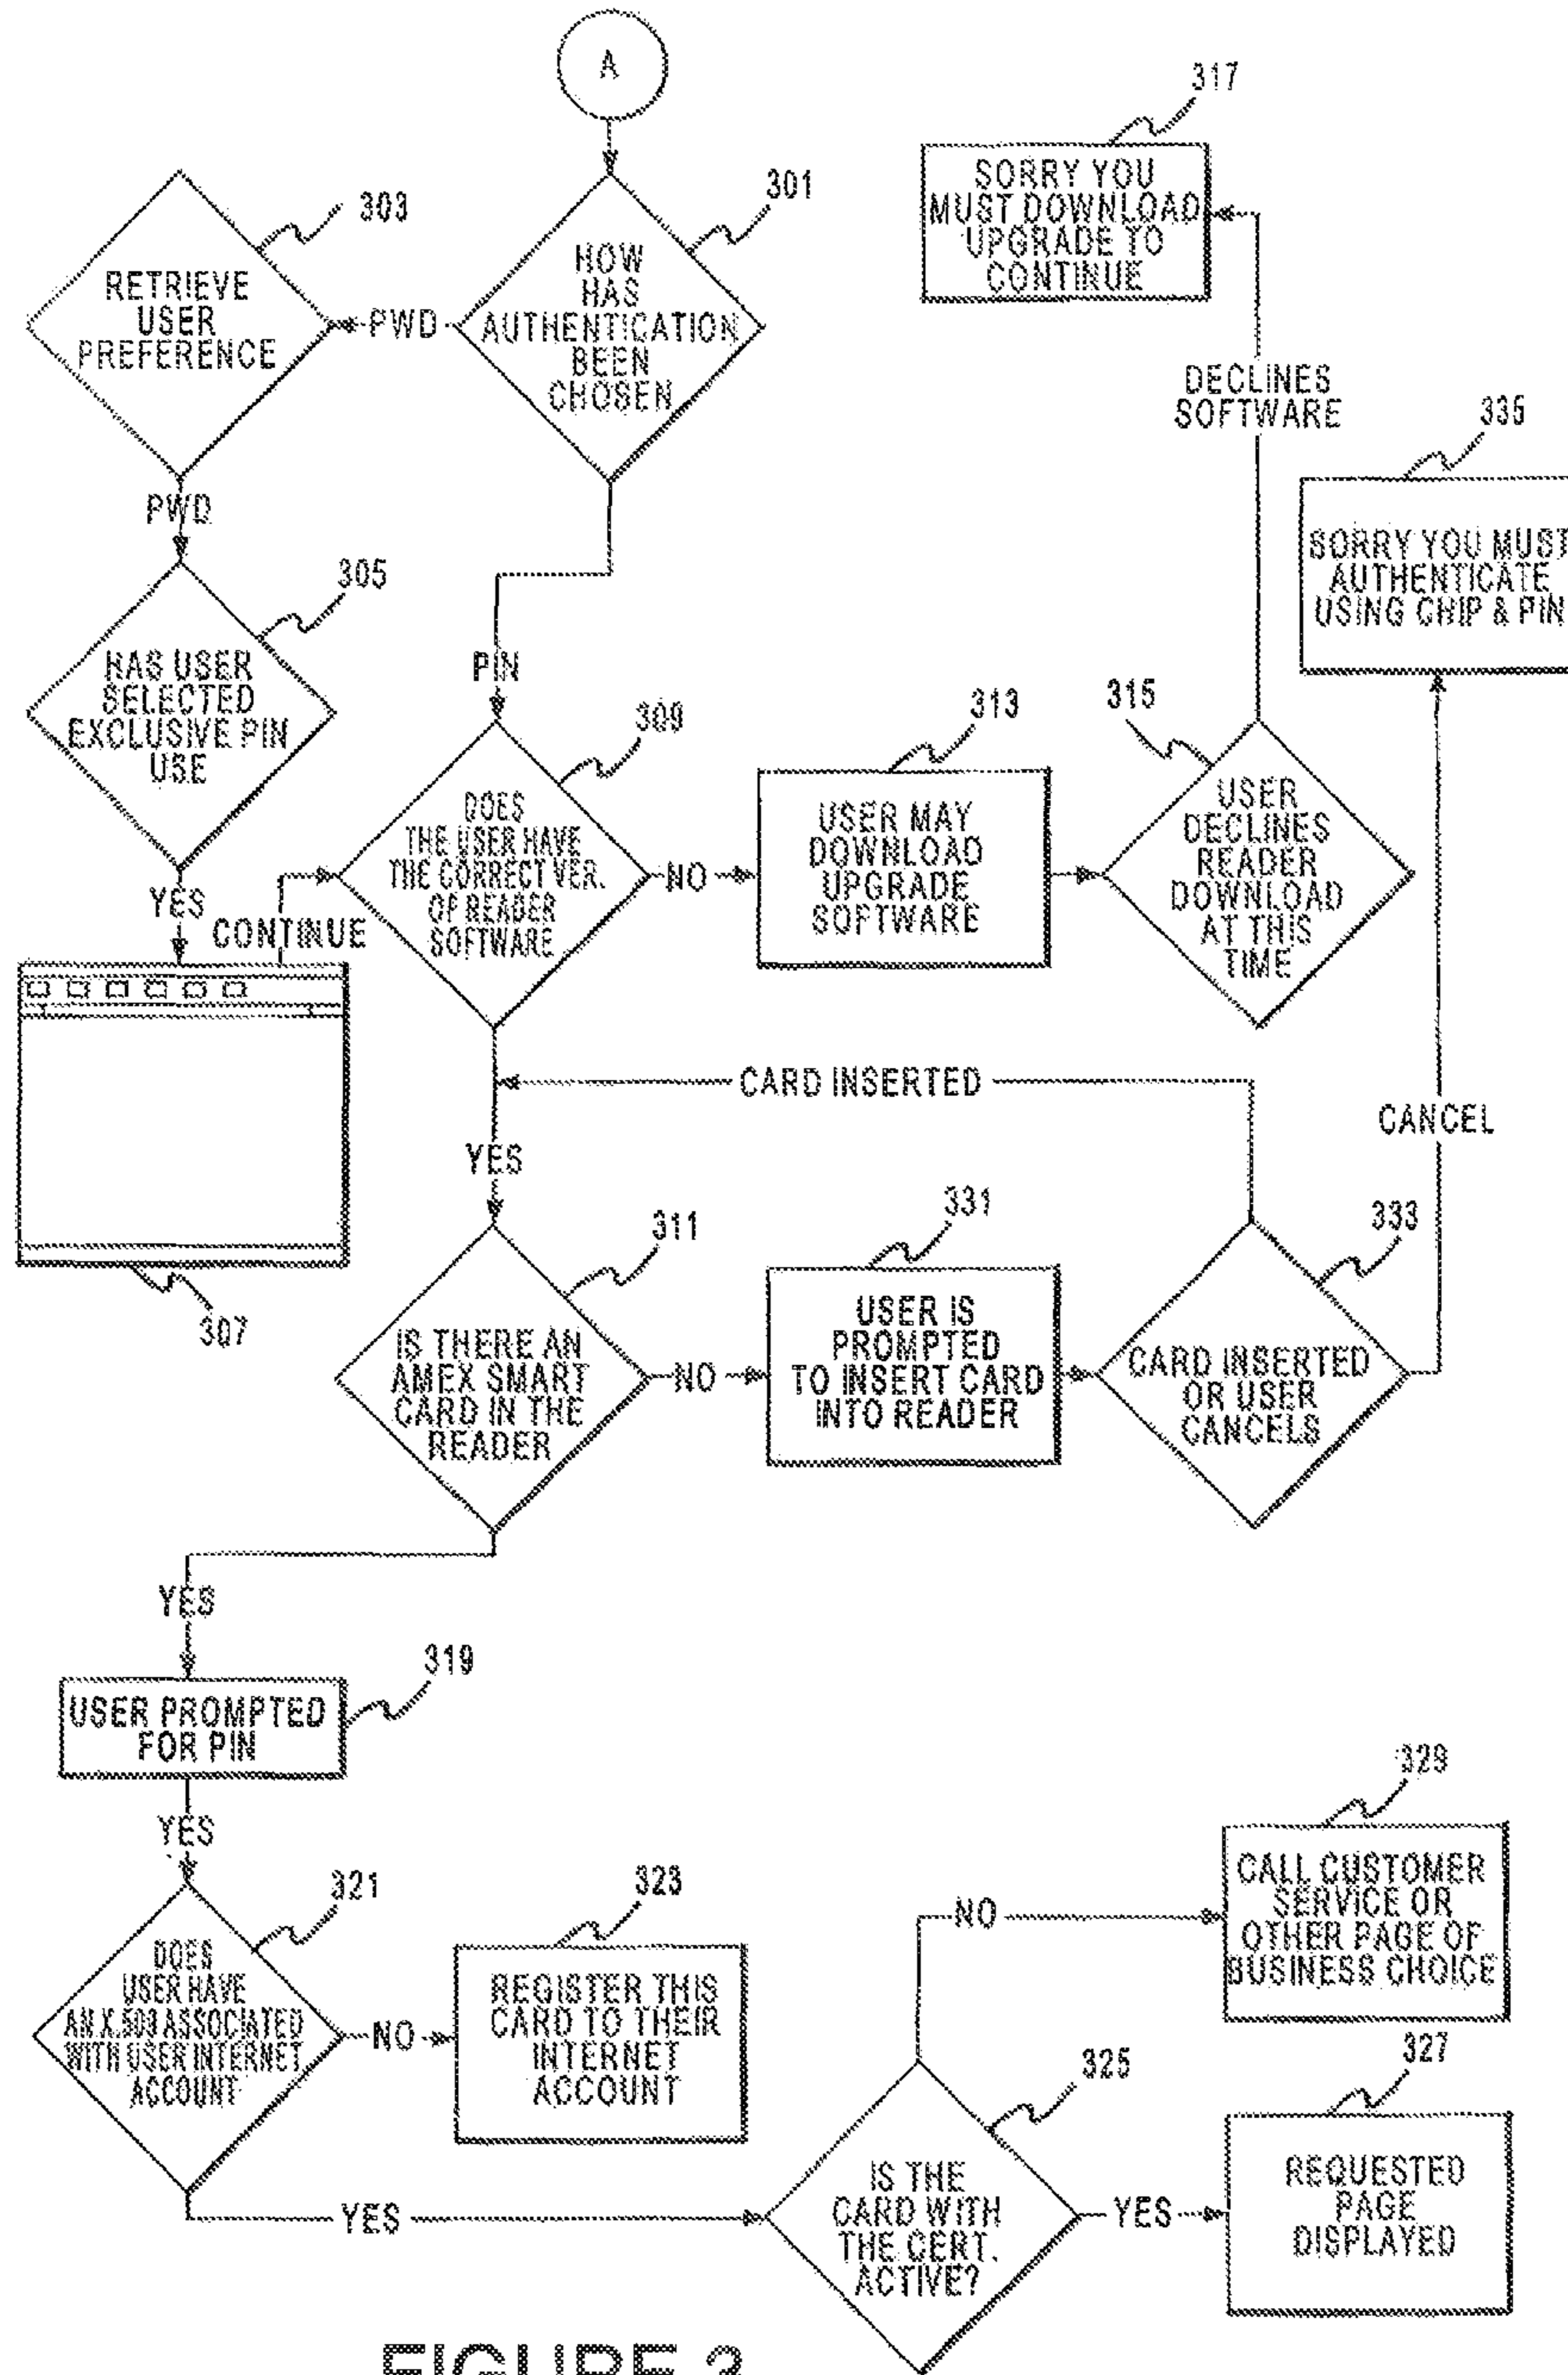 A
317
SORRY YOU
MUST DOWNLOAD
UPGRADE TO
CONTINUE
303
RETRIEVE
USER
PREFERENCE
301
HOW
HAS
AUTHENTICATION
BEEN
CHOSEN
PWD
DECLINES
SOFTWARE
335
SORRY YOU MUST
AUTHENTICATE
USING CHIP & PIN
PWD
305
HAS USER
SELECTED
EXCLUSIVE PIN
USE
PIN
309
DOES
THE USER HAVE
THE CORRECT VER.
OF READER
SOFTWARE
NO
313
USER MAY
DOWNLOAD
UPGRADE
SOFTWARE
315
USER
DECLINES
READER
DOWNLOAD
AT THIS
TIME
YES
CONTINUE
307
CARD INSERTED
CANCEL
YES
311
IS THERE AN
AMEX SMART
CARD IN THE
READER
NO
331
USER IS
PROMPTED
TO INSERT CARD
INTO READER
333
CARD INSERTED
OR USER
CANCELS
YES
319
USER PROMPTED
FOR PIN
YES
321
DOES
USER HAVE
AN X.509 ASSOCIATED
WITH USER INTERNET
ACCOUNT
NO
323
REGISTER THIS
CARD TO THEIR
INTERNET
ACCOUNT
YES
325
IS THE
CARD WITH
THE CERT.
ACTIVE?
NO
329
CALL CUSTOMER
SERVICE OR
OTHER PAGE OF
BUSINESS CHOICE
YES
327
REQUESTED
PAGE
DISPLAYED
FIGURE 3